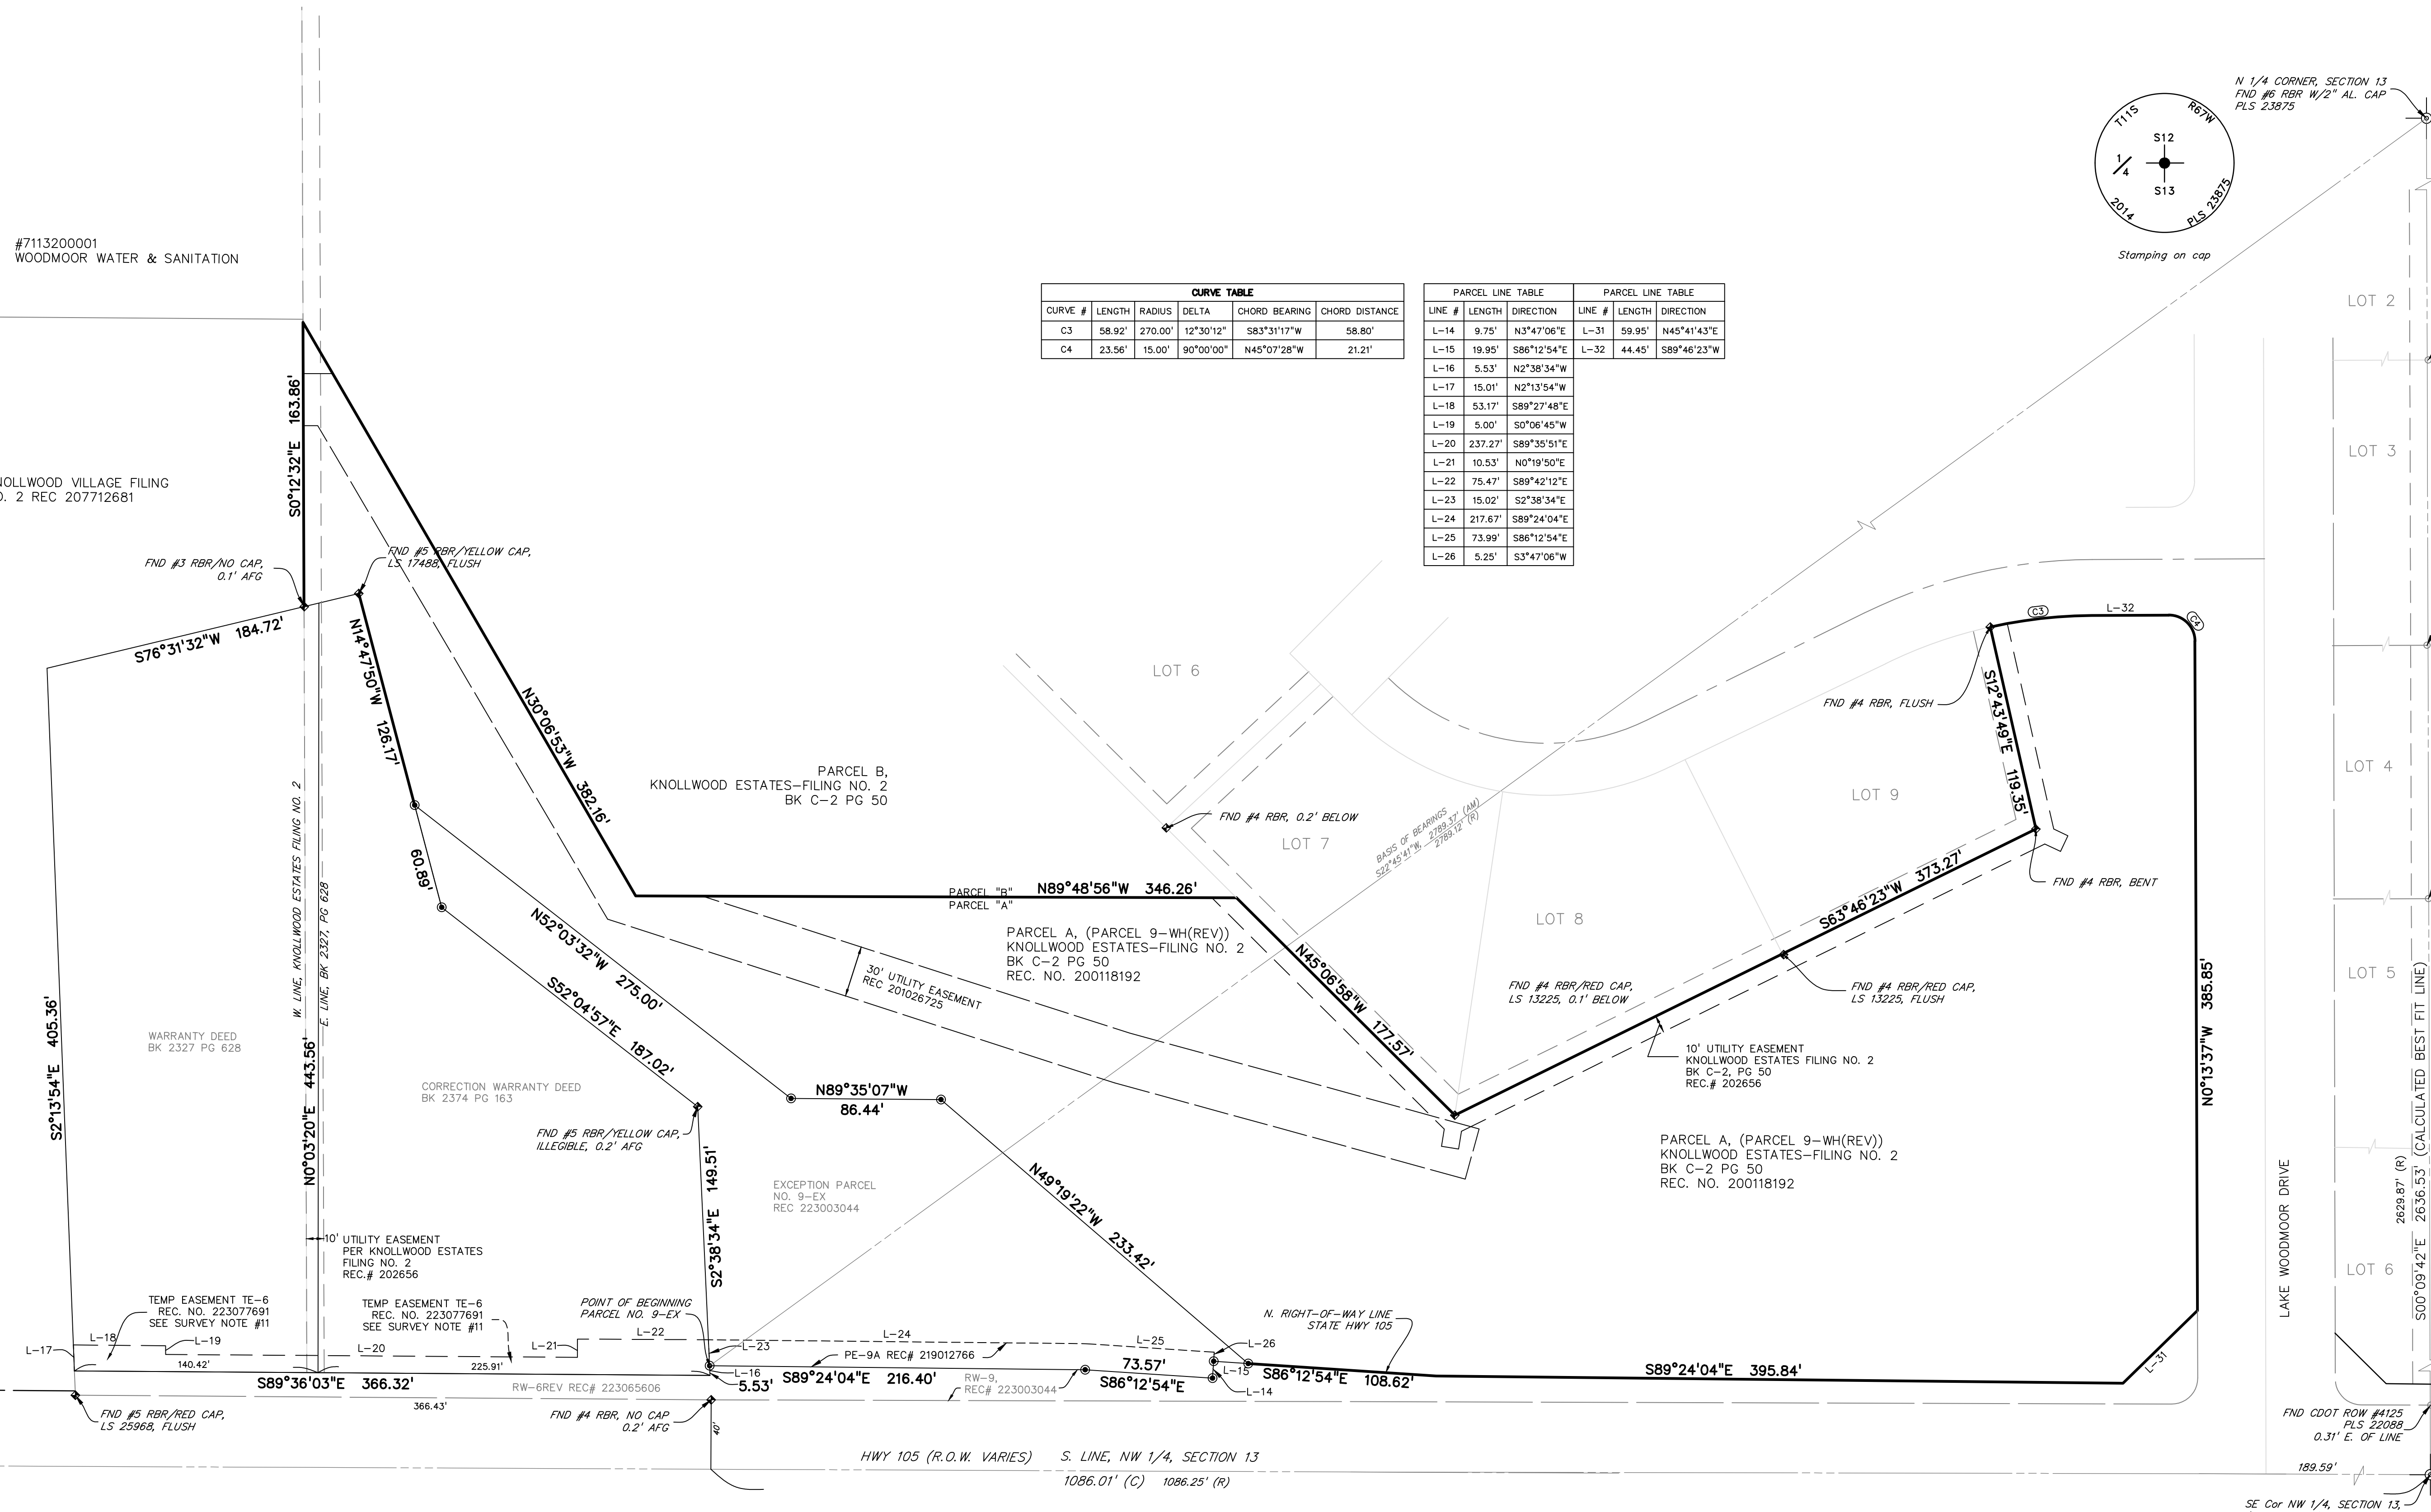 N 1/4 CORNER, SECTION 13
FND #6 RBR W/2" AL. CAP
PLS 23875
T11S
R67W
S12
1/4
S13
2014
PLS 23875
Stamping on cap
#7113200001
WOODMOOR WATER & SANITATION
CURVE TABLE
CURVE # LENGTH RADIUS DELTA CHORD BEARING CHORD DISTANCE
C3 58.92' 270.00' 12°30'12" S83°31'17"W 58.80'
C4 23.56' 15.00' 90°00'00" N45°07'28"W 21.21'
PARCEL LINE TABLE
LINE # LENGTH DIRECTION
L-14 9.75' N3°47'06"E
L-15 19.95' S86°12'54"E
L-16 5.53' N2°38'34"W
L-17 15.01' N2°13'54"W
L-18 53.17' S89°27'48"E
L-19 5.00' S0°06'45"W
L-20 237.27' S89°35'51"E
L-21 10.53' N0°19'50"E
L-22 75.47' S89°42'12"E
L-23 15.02' S2°38'34"E
L-24 217.67' S89°24'04"E
L-25 73.99' S86°12'54"E
L-26 5.25' S3°47'06"W
PARCEL LINE TABLE
LINE # LENGTH DIRECTION
L-31 59.95' N45°41'43"E
L-32 44.45' S89°46'23"W
LOT 2
LOT 3
LOT 4
LOT 5
LOT 6
S0°12'32"E 163.86'
NOLLWOOD VILLAGE FILING
O. 2 REC 207712681
FND #3 RBR/NO CAP,
0.1' AFG
FND #5 RBR/YELLOW CAP,
LS 17488, FLUSH
S76°31'32"W 184.72'
N14°47'50"W 126.17'
60.89'
N30°06'53"W 382.16'
PARCEL B,
KNOLLWOOD ESTATES-FILING NO. 2
BK C-2 PG 50
LOT 6
FND #4 RBR, 0.2' BELOW
LOT 7
BASIS OF BEARINGS
S22°45'41"W, 2789.37' (AM)
2789.12' (R)
LOT 8
LOT 9
FND #4 RBR, FLUSH
C3
L-32
C4
S12°43'49"E 119.35'
FND #4 RBR, BENT
S63°46'23"W 373.27'
PARCEL "B"
PARCEL "A"
N89°48'56"W 346.26'
PARCEL A, (PARCEL 9-WH(REV))
KNOLLWOOD ESTATES-FILING NO. 2
BK C-2 PG 50
REC. NO. 200118192
30' UTILITY EASEMENT
REC 201026725
N45°06'58"W 177.57'
FND #4 RBR/RED CAP,
LS 13225, 0.1' BELOW
FND #4 RBR/RED CAP,
LS 13225, FLUSH
10' UTILITY EASEMENT
KNOLLWOOD ESTATES FILING NO. 2
BK C-2, PG 50
REC.# 202656
PARCEL A, (PARCEL 9-WH(REV))
KNOLLWOOD ESTATES-FILING NO. 2
BK C-2 PG 50
REC. NO. 200118192
N0°13'37"W 385.85'
LAKE WOODMOOR DRIVE
2629.87' (R)
S00°09'42"E 2636.53' (CALCULATED BEST FIT LINE)
W. LINE, KNOLLWOOD ESTATES FILING NO. 2
E. LINE, BK 2327, PG 628
N52°03'32"W 275.00'
S52°04'57"E 187.02'
S2°13'54"E 405.36'
WARRANTY DEED
BK 2327 PG 628
N0°03'20"E 443.56'
CORRECTION WARRANTY DEED
BK 2374 PG 163
FND #5 RBR/YELLOW CAP,
ILLEGIBLE, 0.2' AFG
N89°35'07"W
86.44'
S2°38'34"E 149.51'
EXCEPTION PARCEL
NO. 9-EX
REC 223003044
N49°19'22"W 233.42'
10' UTILITY EASEMENT
PER KNOLLWOOD ESTATES
FILING NO. 2
REC.# 202656
TEMP EASEMENT TE-6
REC. NO. 223077691
SEE SURVEY NOTE #11
TEMP EASEMENT TE-6
REC. NO. 223077691
SEE SURVEY NOTE #11
POINT OF BEGINNING
PARCEL NO. 9-EX
N. RIGHT-OF-WAY LINE
STATE HWY 105
L-17
L-18
L-19
L-20
L-21
L-22
L-23
L-24
L-25
L-26
140.42'
225.91'
PE-9A REC# 219012766
L-16
5.53'
L-15
L-14
S89°36'03"E 366.32'
RW-6REV REC# 223065606
366.43'
S89°24'04"E 216.40'
RW-9,
REC# 223003044
73.57'
S86°12'54"E
S86°12'54"E 108.62'
S89°24'04"E 395.84'
L-31
FND #5 RBR/RED CAP,
LS 25968, FLUSH
FND #4 RBR, NO CAP
0.2' AFG
40'
HWY 105 (R.O.W. VARIES) S. LINE, NW 1/4, SECTION 13
1086.01' (C) 1086.25' (R)
FND CDOT ROW #4125
PLS 22088
0.31' E. OF LINE
189.59'
SE Cor NW 1/4, SECTION 13,